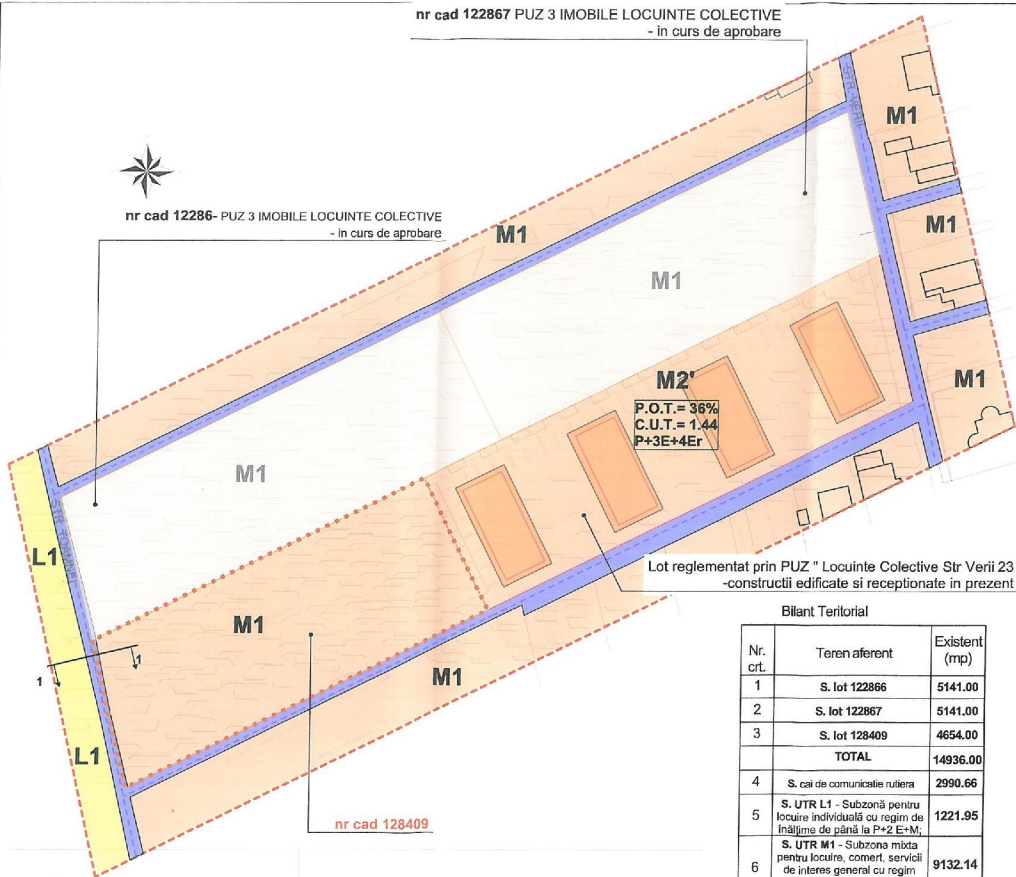 nr cad 122867 PUZ 3 IMOBILE LOCUINTE COLECTIVE
- in curs de aprobare
nr cad 12286- PUZ 3 IMOBILE LOCUINTE COLECTIVE
- in curs de aprobare
M1
M1
M1
M1
M1
M2'
P.O.T.= 36%
C.U.T.= 1.44
P+3E+4Er
M1
L1
M1
M1
L1
1
1
nr cad 128409
Lot reglementat prin PUZ " Locuinte Colective Str Verii 23
-constructii edificate si receptionate in prezent
Bilant Teritorial
Nr. crt. Teren aferent Existent (mp)
1 S. lot 122866 5141.00
2 S. lot 122867 5141.00
3 S. lot 128409 4654.00
TOTAL 14936.00
4 S. cai de comunicatie rutiera 2990.66
5 S. UTR L1 - Subzonă pentru locuire individuală cu regim de înălţime de până la P+2 E+M; 1221.95
6 S. UTR M1 - Subzona mixta pentru locuire, comert, servicii de interes general cu regim 9132.14